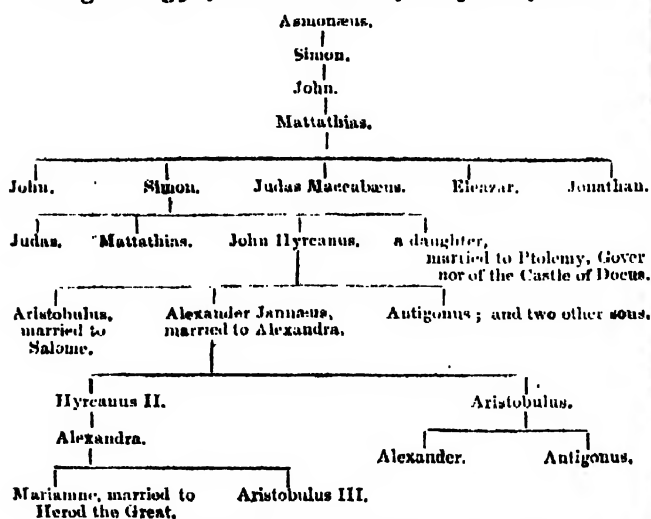 Asmonæus.
Simon.
John.
Mattathias.
John. Simon. Judas Maccabæus. Eleazar. Jonathan.
Judas. Mattathias. John Hyrcanus. a daughter,
married to Ptolemy, Gover
nor of the Castle of Docus.
Aristobulus, Alexander Jannæus, Antigonus; and two other sons.
married to married to Alexandra.
Salome.
Hyrcanus II. Aristobulus.
Alexandra.
Alexander. Antigonus.
Mariamne, married to Aristobulus III.
Herod the Great.